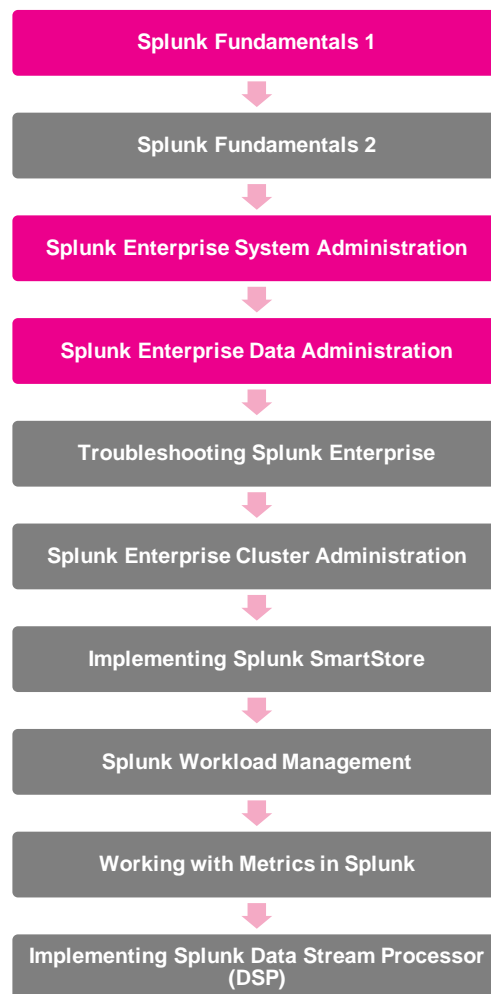 Splunk Fundamentals 1
Splunk Fundamentals 2
Splunk Enterprise System Administration
Splunk Enterprise Data Administration
Troubleshooting Splunk Enterprise
Splunk Enterprise Cluster Administration
Implementing Splunk SmartStore
Splunk Workload Management
Working with Metrics in Splunk
Implementing Splunk Data Stream Processor
(DSP)